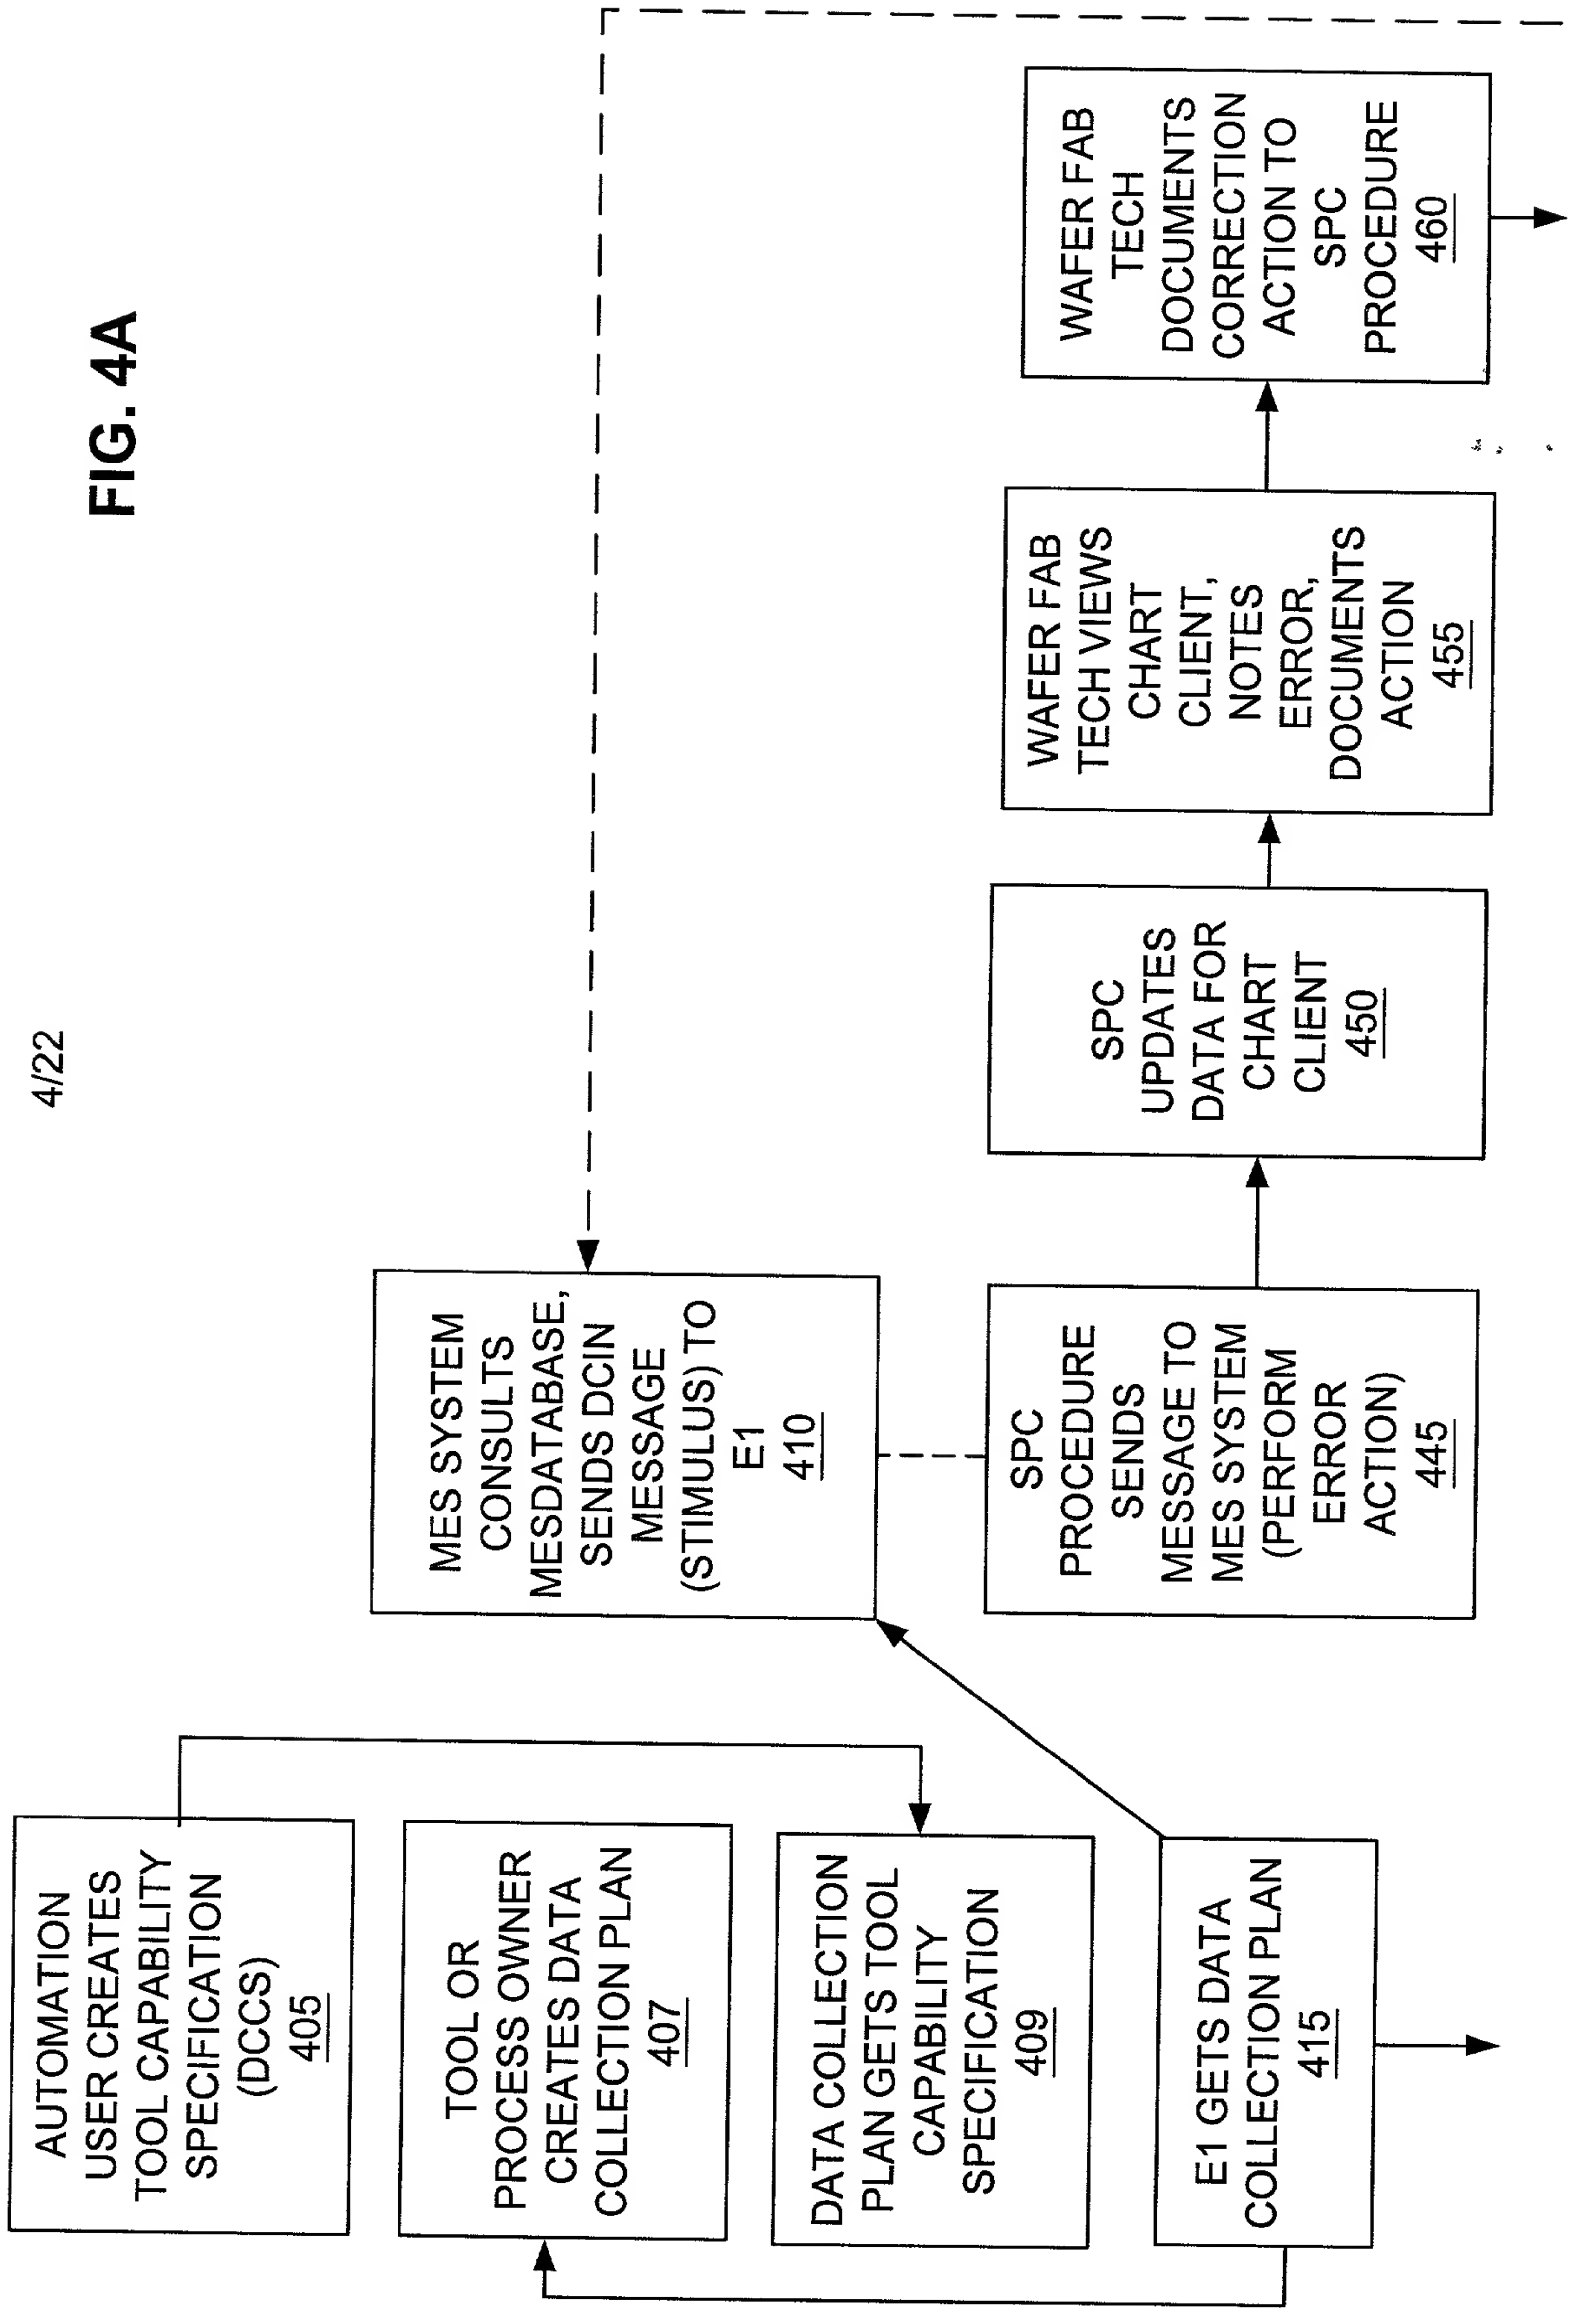 4/22
FIG. 4A
AUTOMATION
USER CREATES
TOOL CAPABILITY
SPECIFICATION
(DCCS)
405
TOOL OR
PROCESS OWNER
CREATES DATA
COLLECTION PLAN
407
DATA COLLECTION
PLAN GETS TOOL
CAPABILITY
SPECIFICATION
409
E1 GETS DATA
COLLECTION PLAN
415
MES SYSTEM
CONSULTS
MESDATABASE,
SENDS DCIN
MESSAGE
(STIMULUS) TO
E1
410
SPC
PROCEDURE
SENDS
MESSAGE TO
MES SYSTEM
(PERFORM
ERROR
ACTION)
445
SPC
UPDATES
DATA FOR
CHART
CLIENT
450
WAFER FAB
TECH VIEWS
CHART
CLIENT,
NOTES
ERROR,
DOCUMENTS
ACTION
455
WAFER FAB
TECH
DOCUMENTS
CORRECTION
ACTION TO
SPC
PROCEDURE
460